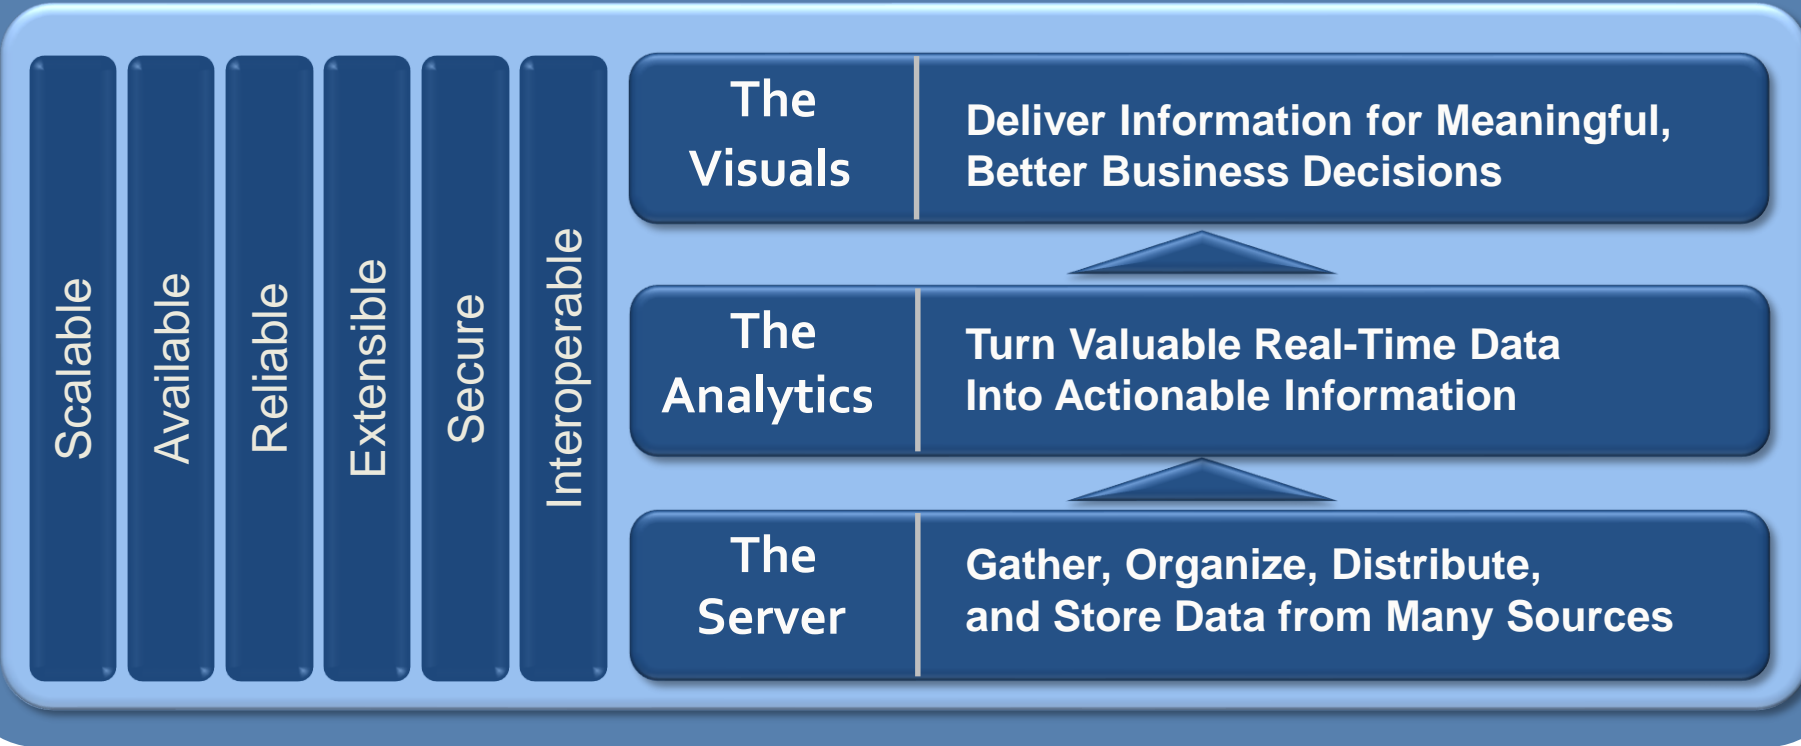 Scalable
Available
Reliable
Extensible
Secure
Interoperable
The
Visuals
Deliver Information for Meaningful,
Better Business Decisions
The
Analytics
Turn Valuable Real-Time Data
Into Actionable Information
The
Server
Gather, Organize, Distribute,
and Store Data from Many Sources